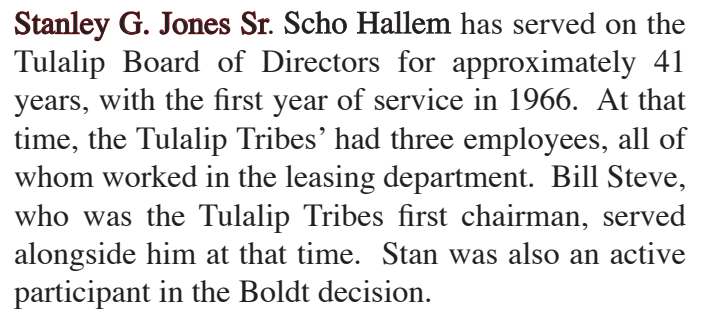 Stanley G. Jones Sr. Scho Hallem has served on the
Tulalip Board of Directors for approximately 41
years, with the first year of service in 1966.  At that
time, the Tulalip Tribes’ had three employees, all of
whom worked in the leasing department.  Bill Steve,
who was the Tulalip Tribes first chairman, served
alongside him at that time.  Stan was also an active
participant in the Boldt decision.